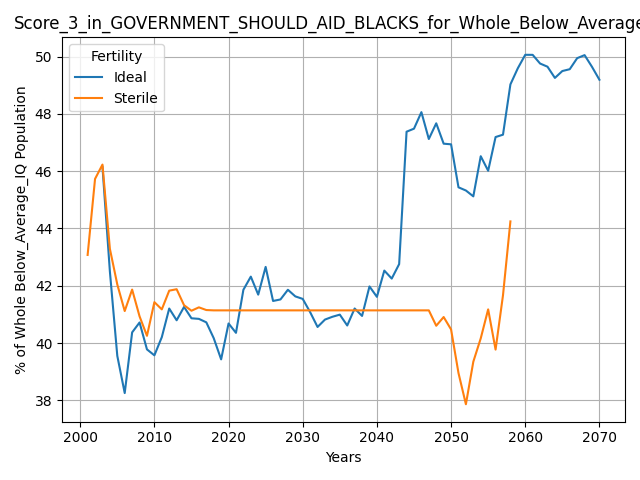 Score_3_in_GOVERNMENT_SHOULD_AID_BLACKS_for_Whole_Below_Average
Fertility
Ideal
Sterile
% of Whole Below_Average_IQ Population
50
48
46
44
42
40
38
2000
2010
2020
2030
2040
2050
2060
2070
Years